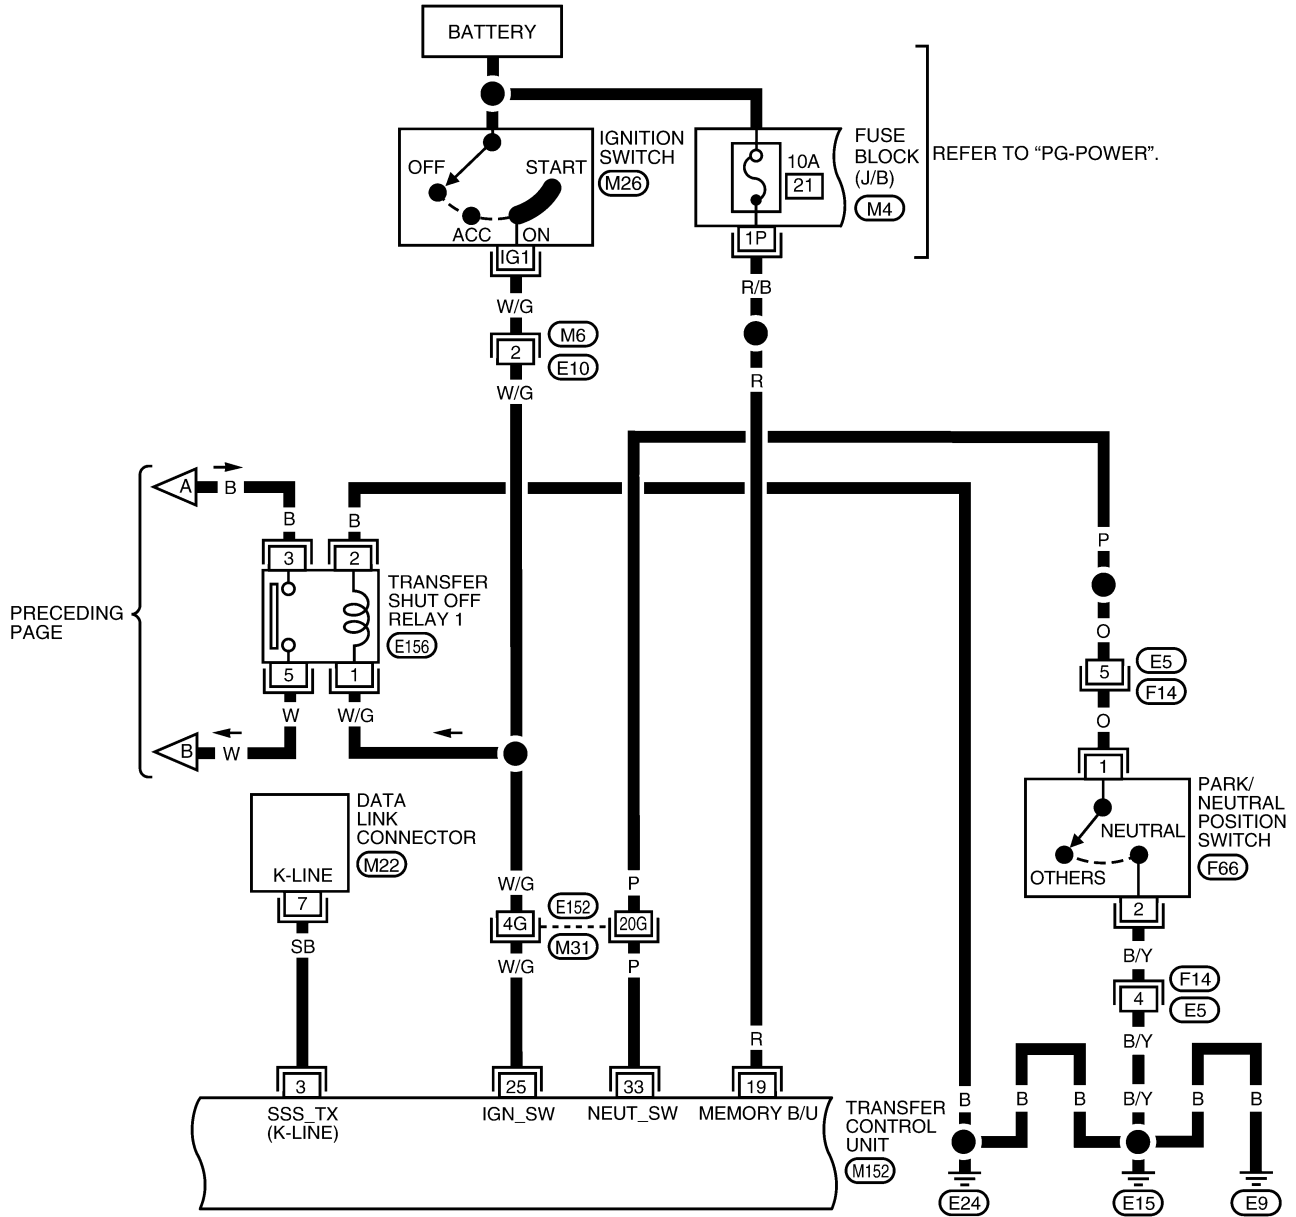 BATTERY
IGNITION
SWITCH
M26
OFF
START
ACC
ON
IG1
10A
21
FUSE
BLOCK
(J/B)
M4
REFER TO “PG-POWER”.
1P
W/G
R/B
2
M6
E10
W/G
R
A
B
B
B
P
3
2
TRANSFER
SHUT OFF
RELAY 1
E156
PRECEDING
PAGE
O
5
E5
F14
5
1
W
W/G
O
B
W
1
PARK/
NEUTRAL
POSITION
SWITCH
F66
NEUTRAL
OTHERS
2
DATA
LINK
CONNECTOR
M22
K-LINE
7
SB
W/G
P
4G
E152
M31
20G
W/G
P
B/Y
4
F14
E5
B/Y
R
3
25
33
19
SSS_TX
(K-LINE)
IGN_SW
NEUT_SW
MEMORY B/U
TRANSFER
CONTROL
UNIT
M152
B
B
B
B/Y
B
B
E24
E15
E9